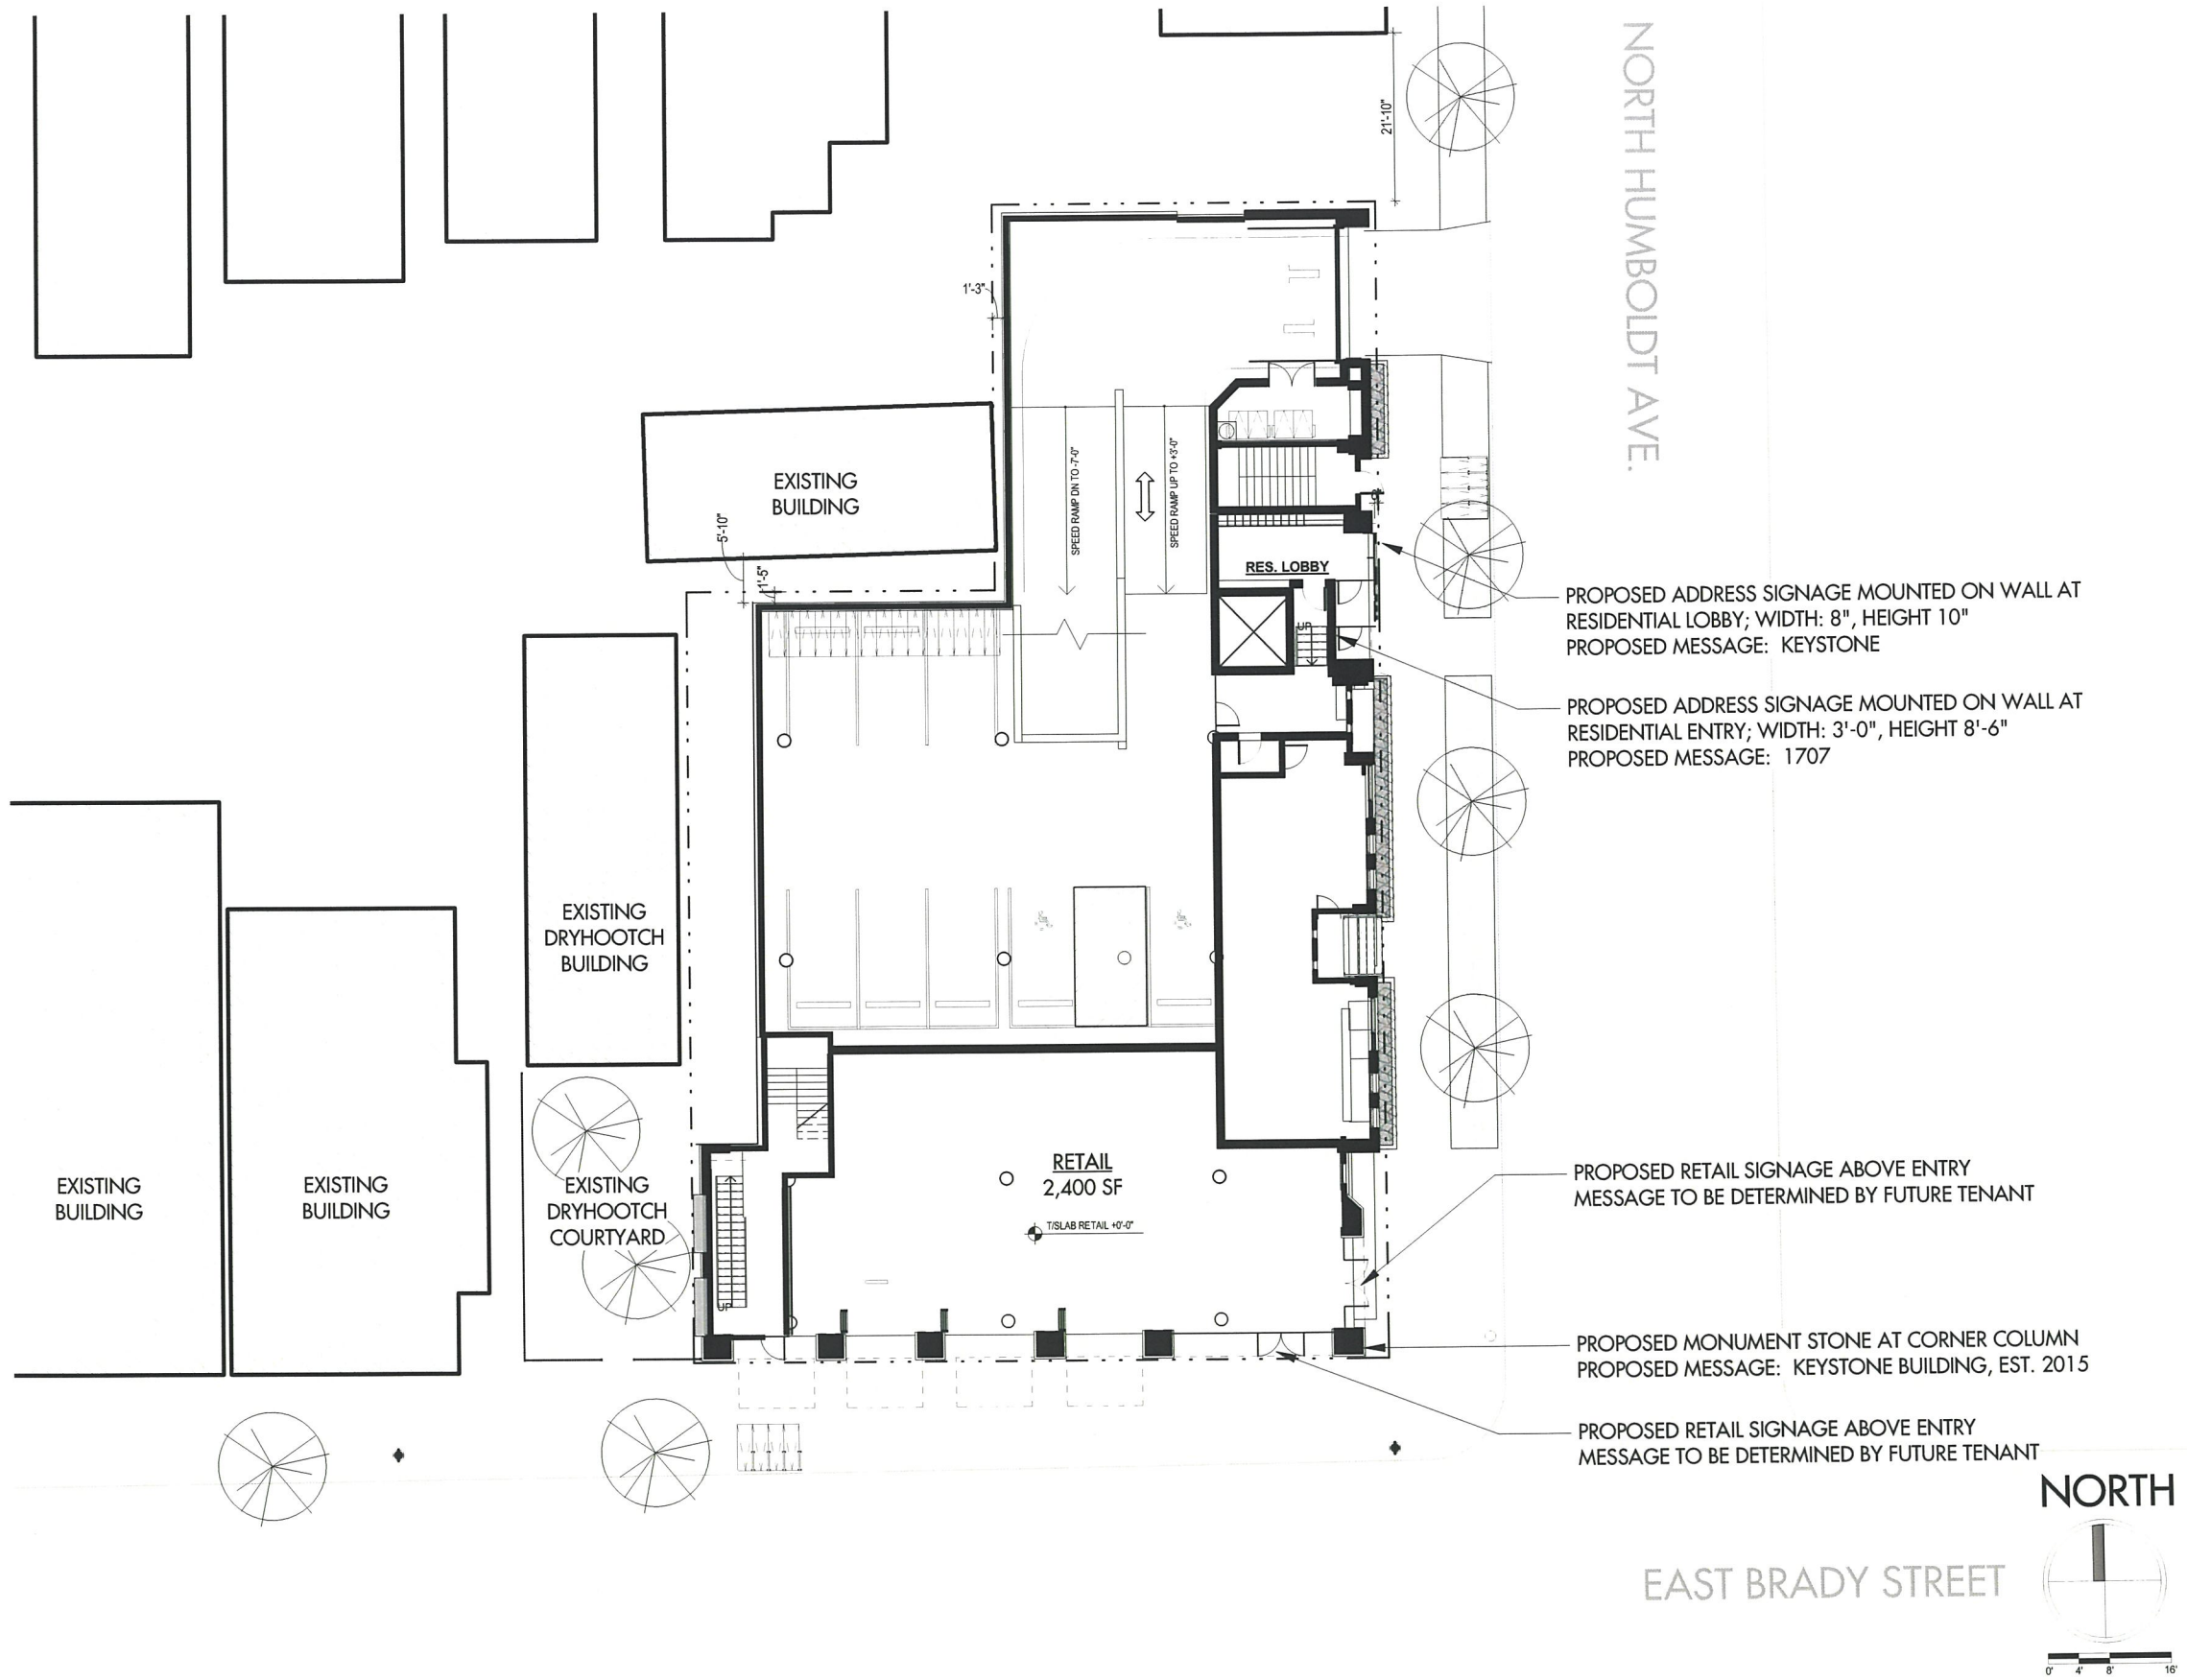 NORTH HUMBOLDT AVE.
21'-10"
1'-3"
EXISTING
BUILDING
SPEED RAMP DN TO -7'-0"
SPEED RAMP UP TO +3'-0"
5'-10"
1'-5"
RES. LOBBY
UP
PROPOSED ADDRESS SIGNAGE MOUNTED ON WALL AT
RESIDENTIAL LOBBY; WIDTH: 8", HEIGHT 10"
PROPOSED MESSAGE: KEYSTONE
PROPOSED ADDRESS SIGNAGE MOUNTED ON WALL AT
RESIDENTIAL ENTRY; WIDTH: 3'-0", HEIGHT 8'-6"
PROPOSED MESSAGE: 1707
EXISTING
DRYHOOTCH
BUILDING
EXISTING
BUILDING
EXISTING
BUILDING
EXISTING
DRYHOOTCH
COURTYARD
RETAIL
2,400 SF
T/SLAB RETAIL +0'-0"
UP
PROPOSED RETAIL SIGNAGE ABOVE ENTRY
MESSAGE TO BE DETERMINED BY FUTURE TENANT
PROPOSED MONUMENT STONE AT CORNER COLUMN
PROPOSED MESSAGE: KEYSTONE BUILDING, EST. 2015
PROPOSED RETAIL SIGNAGE ABOVE ENTRY
MESSAGE TO BE DETERMINED BY FUTURE TENANT
NORTH
EAST BRADY STREET
0' 4' 8' 16'